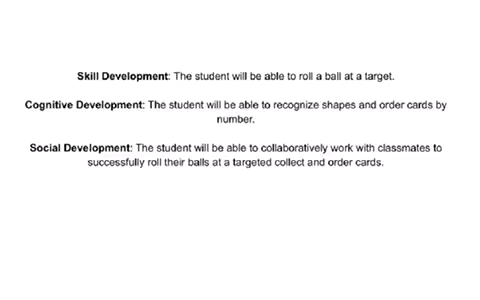 Skill Development: The student will be able to roll a ball at a target.
Cognitive Development: The student will be able to recognize shapes and order cards by
number.
Social Development: The student will be able to collaboratively work with classmates to
successfully roll their balls at a targeted collect and order cards.